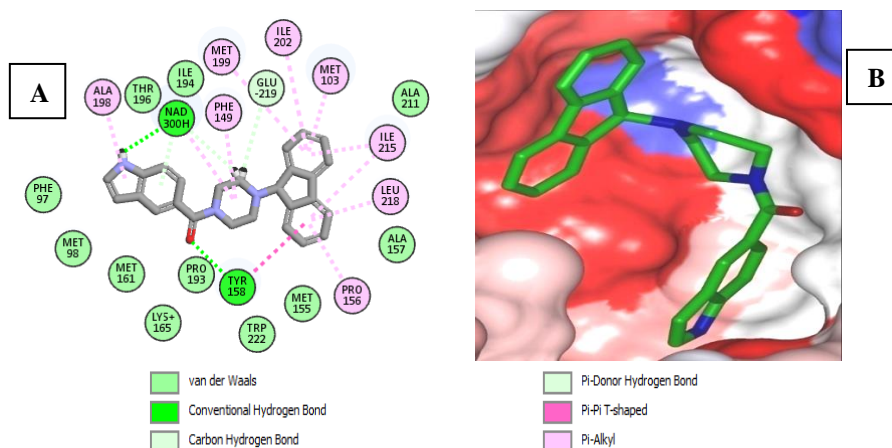 A
B
ILE
202
MET
199
ILE
194
THR
196
ALA
198
GLU
-219
MET
103
ALA
211
NAD
300H
PHE
149
ILE
215
PHE
97
LEU
218
MET
98
ALA
157
MET
161
PRO
193
TYR
158
MET
155
PRO
156
LYS+
165
TRP
222
H
N
N
N
O
van der Waals
Conventional Hydrogen Bond
Carbon Hydrogen Bond
Pi-Donor Hydrogen Bond
Pi-Pi T-shaped
Pi-Alkyl